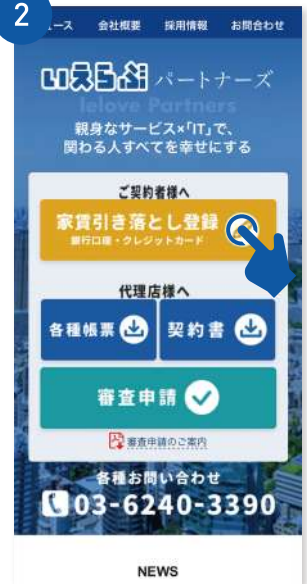 2
ース 会社概要 採用情報 お問合わせ
いえらぶパートナーズ
Ielove Partners
親身なサービス×「IT」で、
関わる人すべてを幸せにする
ご契約者様へ
家賃引き落とし登録
銀行口座・クレジットカード
代理店様へ
各種帳票 契約書
審査申請
審査申請のご案内
各種お問い合わせ
03-6240-3390
NEWS